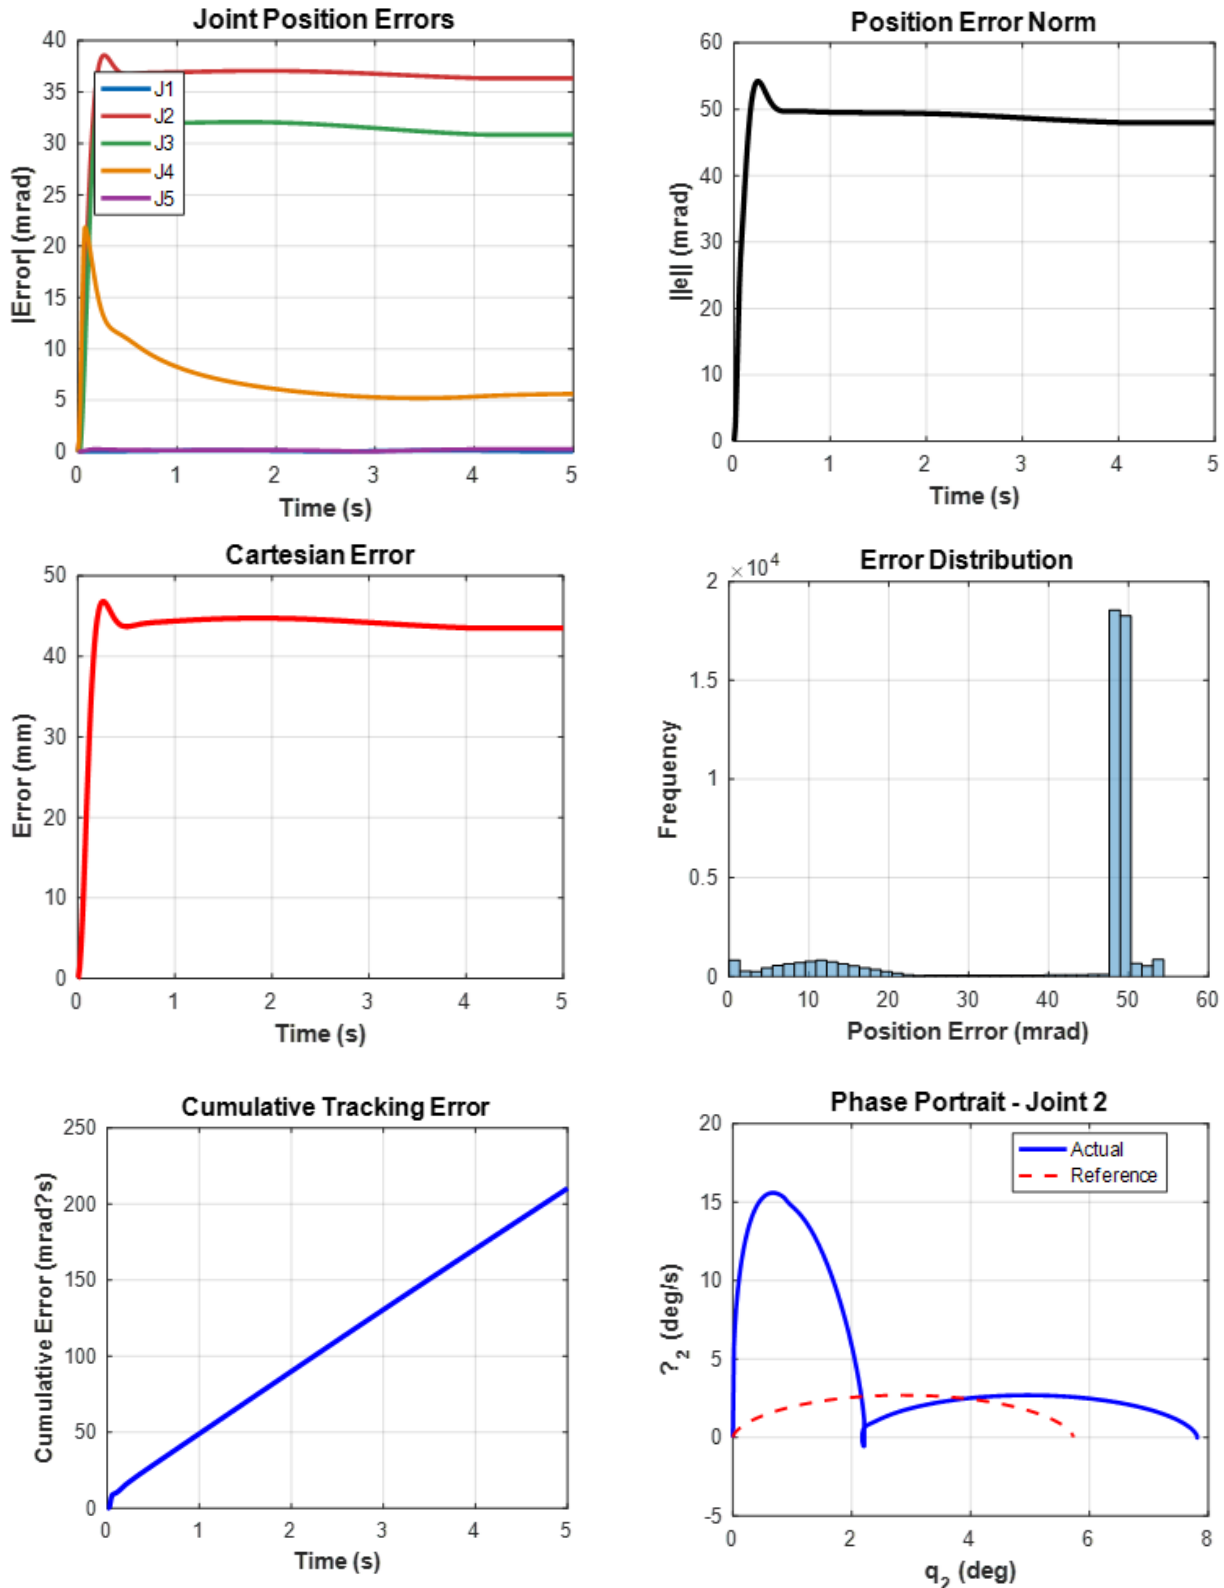 Joint Position Errors
40
35
30
25
20
15
10
5
0
0 1 2 3 4 5
|Error| (mrad)
Time (s)
J1
J2
J3
J4
J5
Position Error Norm
60
50
40
30
20
10
0
0 1 2 3 4 5
||e|| (mrad)
Time (s)
Cartesian Error
50
40
30
20
10
0
0 1 2 3 4 5
Error (mm)
Time (s)
Error Distribution
×10⁴
2
1.5
1
0.5
0
0 10 20 30 40 50 60
Frequency
Position Error (mrad)
Cumulative Tracking Error
250
200
150
100
50
0
0 1 2 3 4 5
Cumulative Error (mrad?s)
Time (s)
Phase Portrait - Joint 2
20
15
10
5
0
-5
0 2 4 6 8
?₂ (deg/s)
q₂ (deg)
Actual
Reference